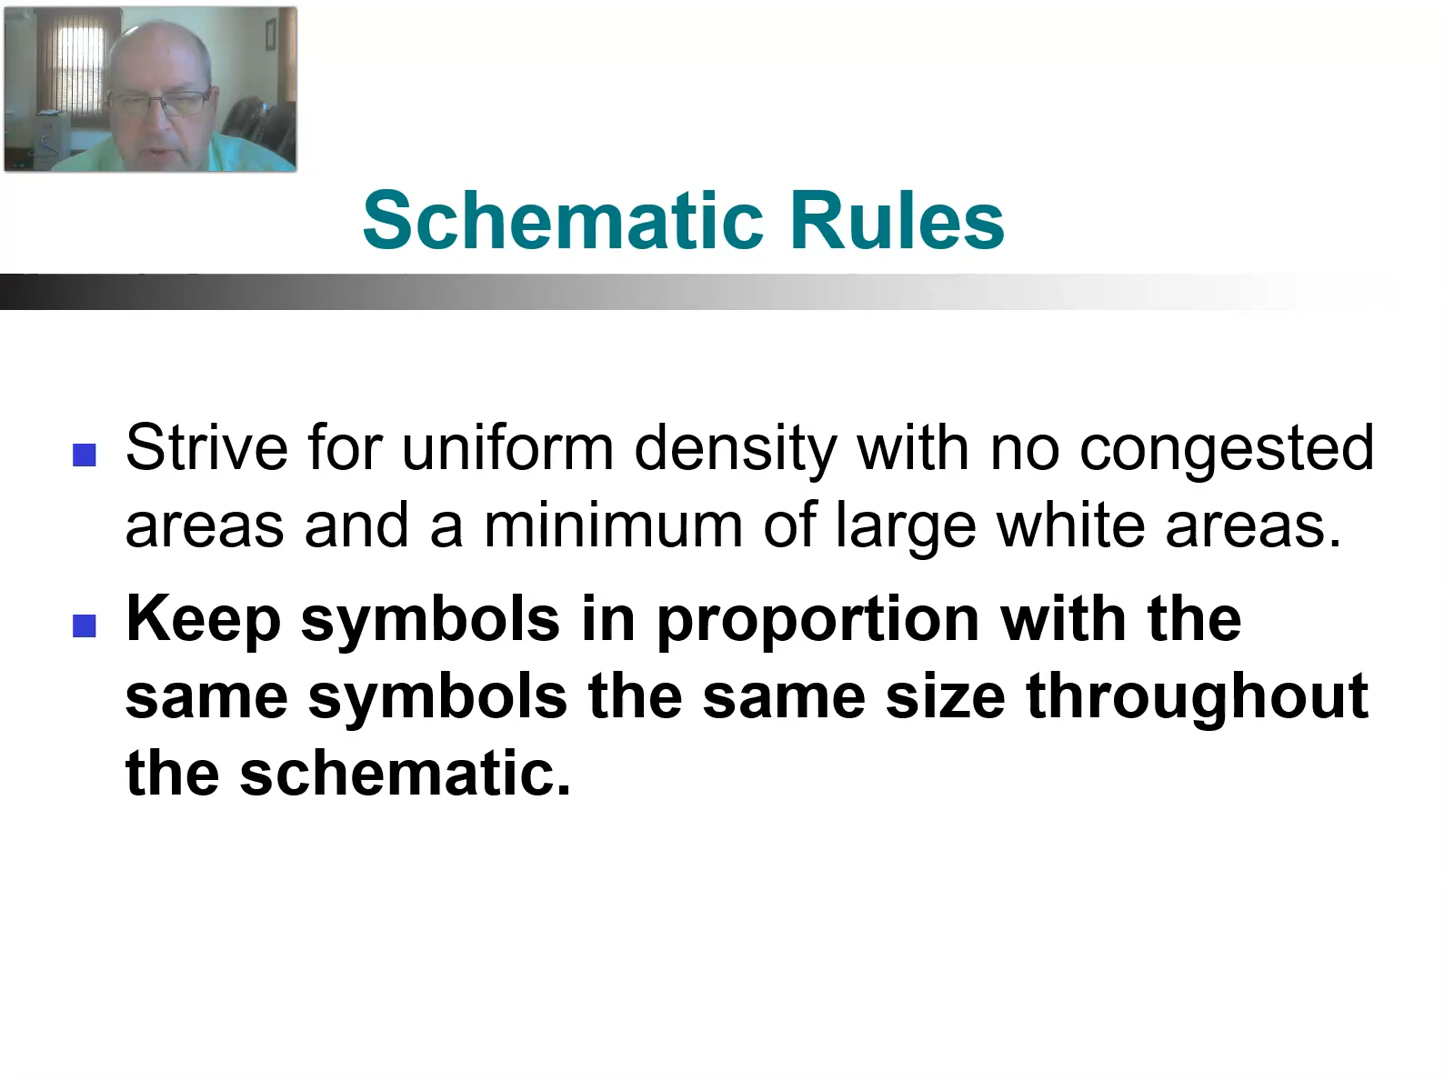 Schematic Rules
Strive for uniform density with no congested
areas and a minimum of large white areas.
Keep symbols in proportion with the
same symbols the same size throughout
the schematic.